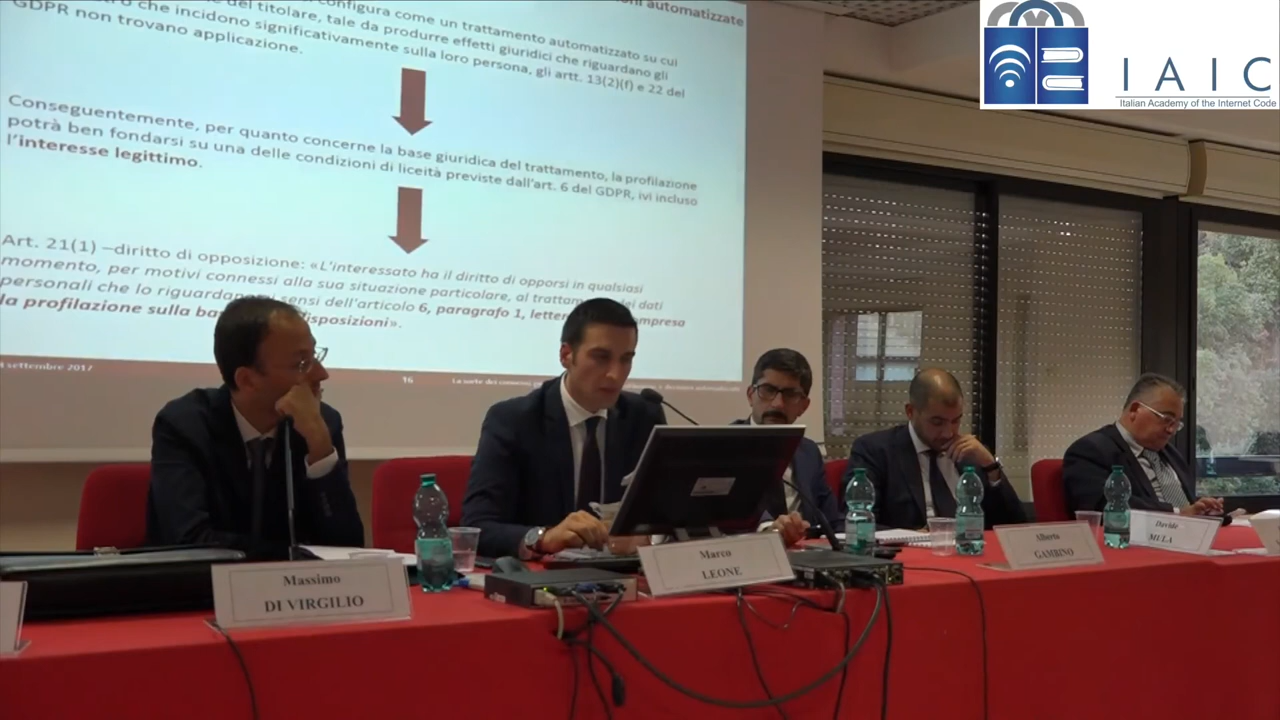 configura come un trattamento automatizzato su cui
automatizzate
del titolare, tale da produrre effetti giuridici che riguardano gli
o che incidono significativamente sulla loro persona, gli artt. 13(2)(f) e 22 del
GDPR non trovano applicazione.
Conseguentemente, per quanto concerne la base giuridica del trattamento, la profilazione
potrà ben fondarsi su una delle condizioni di liceità previste dall'art. 6 del GDPR, ivi incluso
l'interesse legittimo.
Art. 21(1) –diritto di opposizione: «L'interessato ha il diritto di opporsi in qualsiasi
momento, per motivi connessi alla sua situazione particolare, al trattamento dei dati
personali che lo riguardano sensi dell'articolo 6, paragrafo 1, lettere
la profilazione sulla disposizioni».
settembre 2017
16
La sorte dei consensi
IAIC
Italian Academy of the Internet Code
Massimo
DI VIRGILIO
Marco
LEONE
Alberto
GAMBINO
Davide
MULA